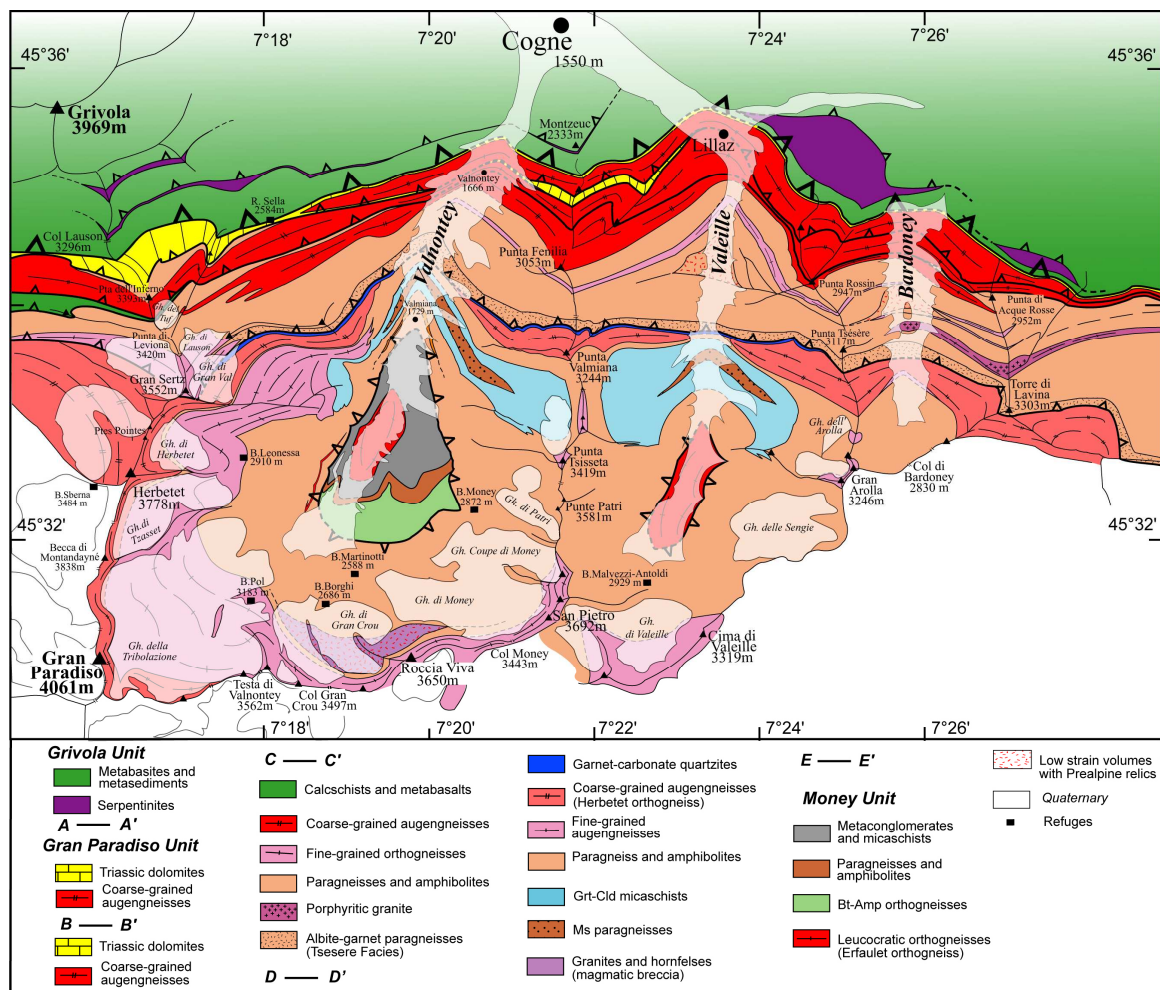 7°18'
7°20'
7°24'
7°26'
Cogne
1550 m
45°36'
45°36'
Grivola
3969m
Montzeuc
2333m
Lillaz
Valnontey
1666 m
R. Sella
2584m
Col Lauson
3296m
Valnontey
Valeille
Bardoney
Punta Fenilia
3053m
Pta dell'Inferno
3393m
Gh. del
Tuf
Punta Rossin
2947m
Punta di
Acque Rosse
2952m
Valmiana
1729 m
Punta di
Leviona
3420m
Gh. di
Lauson
Gh. di
Gran Val
Punta Tsésère
3117m
Punta
Valmiana
3244m
Gran Sertz
3552m
Torre di
Lavina
3303m
Ptes Pointes
Gh. di
Herbetet
Gh. dell'
Arolla
B.Leonessa
2910 m
Punta
Tsisseta
3419m
Col di
Bardoney
2830 m
Gran
Arolla
3246m
B.Sberna
3484 m
Herbetet
3778m
B.Money
2872 m
Gh. di Patri
Punte Patri
3581m
45°32'
45°32'
Gh.di
Tzasset
Gh. delle Sengie
Becca di
Montandayné
3838m
Gh. Coupe di Money
B.Martinotti
2588 m
B.Pol
3183 m
B.Borghi
2686 m
Gh. di Money
B.Malvezzi-Antoldi
2929 m
Gh. di
Gran Crou
San Pietro
3692m
Gh.
di Valeille
Cima di
Valeille
3319m
Gh. della
Tribolazione
Gran
Paradiso
4061m
Col Money
3443m
Roccia Viva
3650m
Testa di
Valnontey
3562m
Col Gran
Crou 3497m
7°18'
7°20'
7°22'
7°24'
7°26'
Grivola Unit
Metabasites and
metasediments
Serpentinites
A — A'
Gran Paradiso Unit
Triassic dolomites
Coarse-grained
augengneisses
B — B'
Triassic dolomites
Coarse-grained
augengneisses
C — C'
Calcschists and metabasalts
Coarse-grained augengneisses
Fine-grained orthogneisses
Paragneisses and amphibolites
Porphyritic granite
Albite-garnet paragneisses
(Tsesere Facies)
D — D'
Garnet-carbonate quartzites
Coarse-grained augengneisses
(Herbetet orthogneiss)
Fine-grained
augengneisses
Paragneiss and amphibolites
Grt-Cld micaschists
Ms paragneisses
Granites and hornfelses
(magmatic breccia)
E — E'
Money Unit
Metaconglomerates
and micaschists
Paragneisses and
amphibolites
Bt-Amp orthogneisses
Leucocratic orthogneisses
(Erfaulet orthogneiss)
Low strain volumes
with Prealpine relics
Quaternary
Refuges